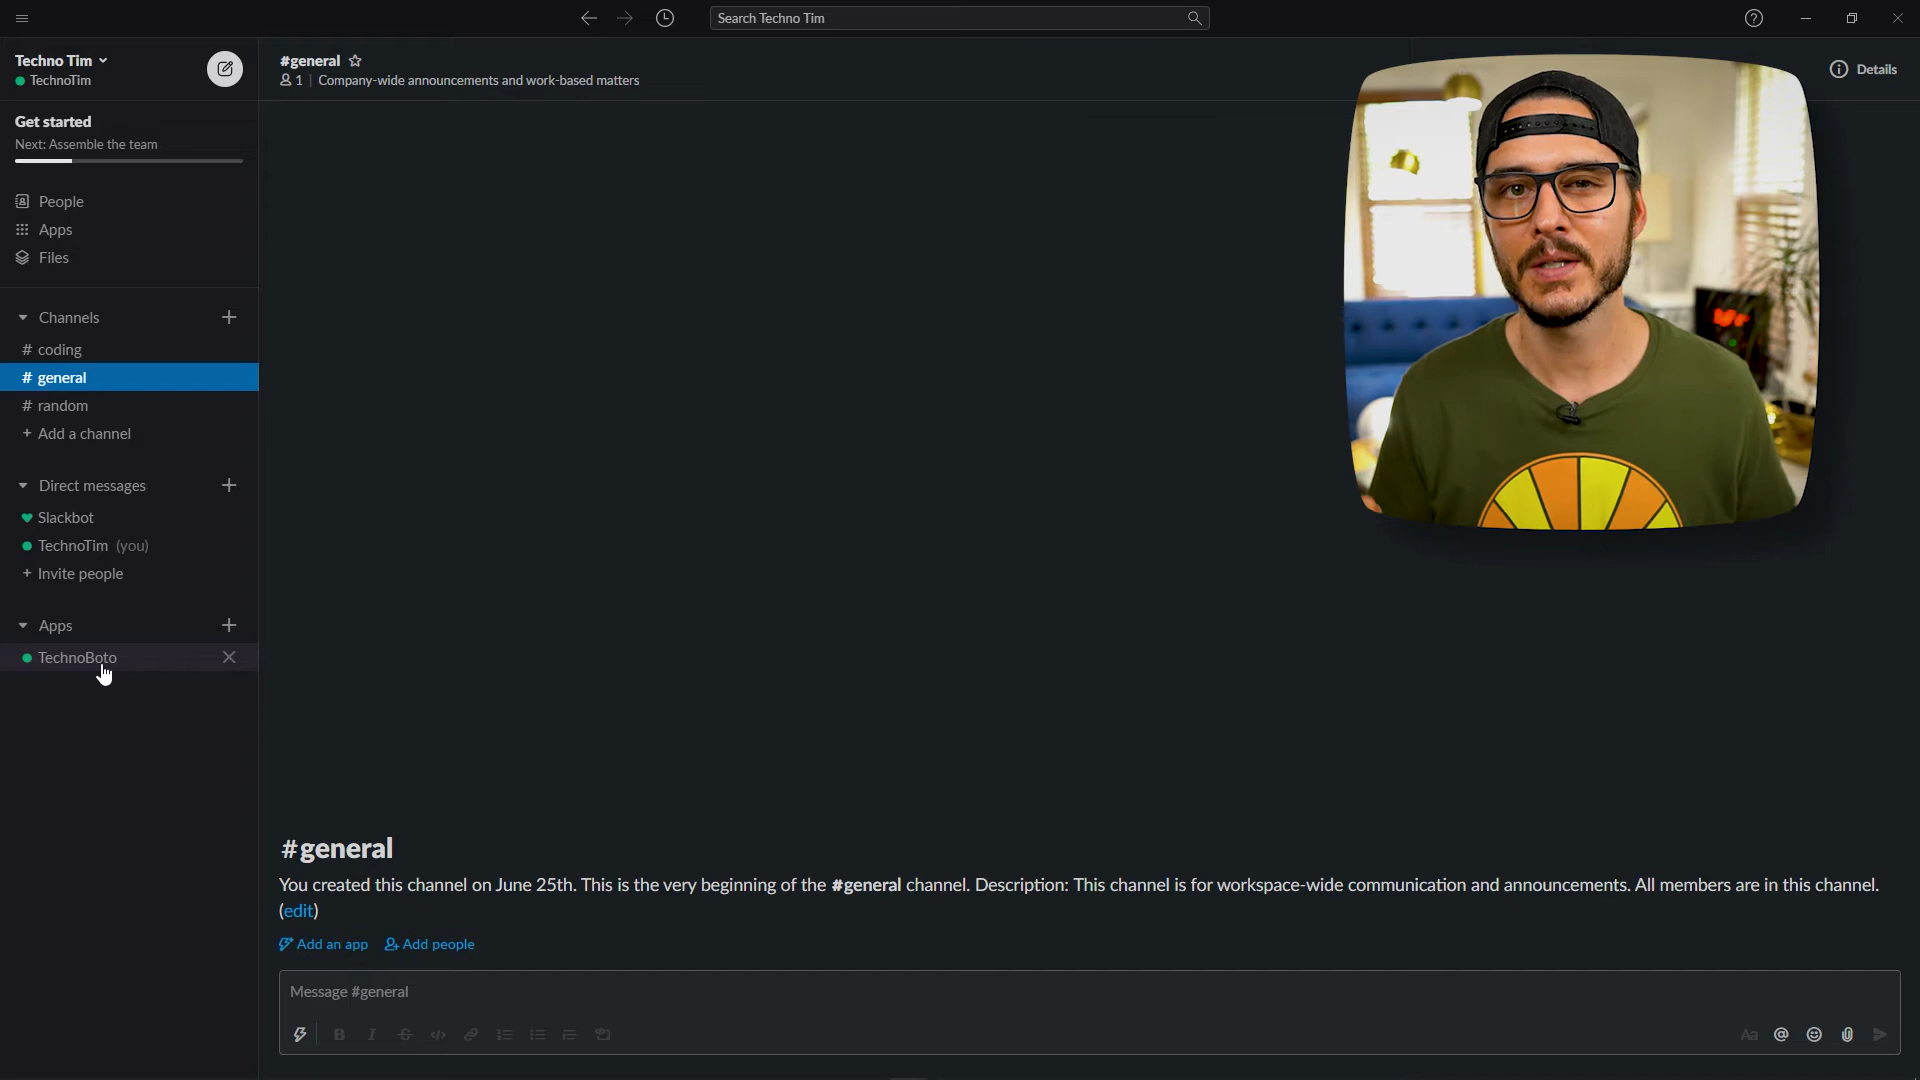 Search Techno Tim
Techno Tim
TechnoTim
#general
1 Company-wide announcements and work-based matters
Details
Get started
Next: Assemble the team
People
Apps
Files
Channels
# coding
# general
# random
+ Add a channel
Direct messages
Slackbot
TechnoTim (you)
+ Invite people
Apps
TechnoBoto
#general
You created this channel on June 25th. This is the very beginning of the #general channel. Description: This channel is for workspace-wide communication and announcements. All members are in this channel.
(edit)
Add an app Add people
Message #general
Aa @